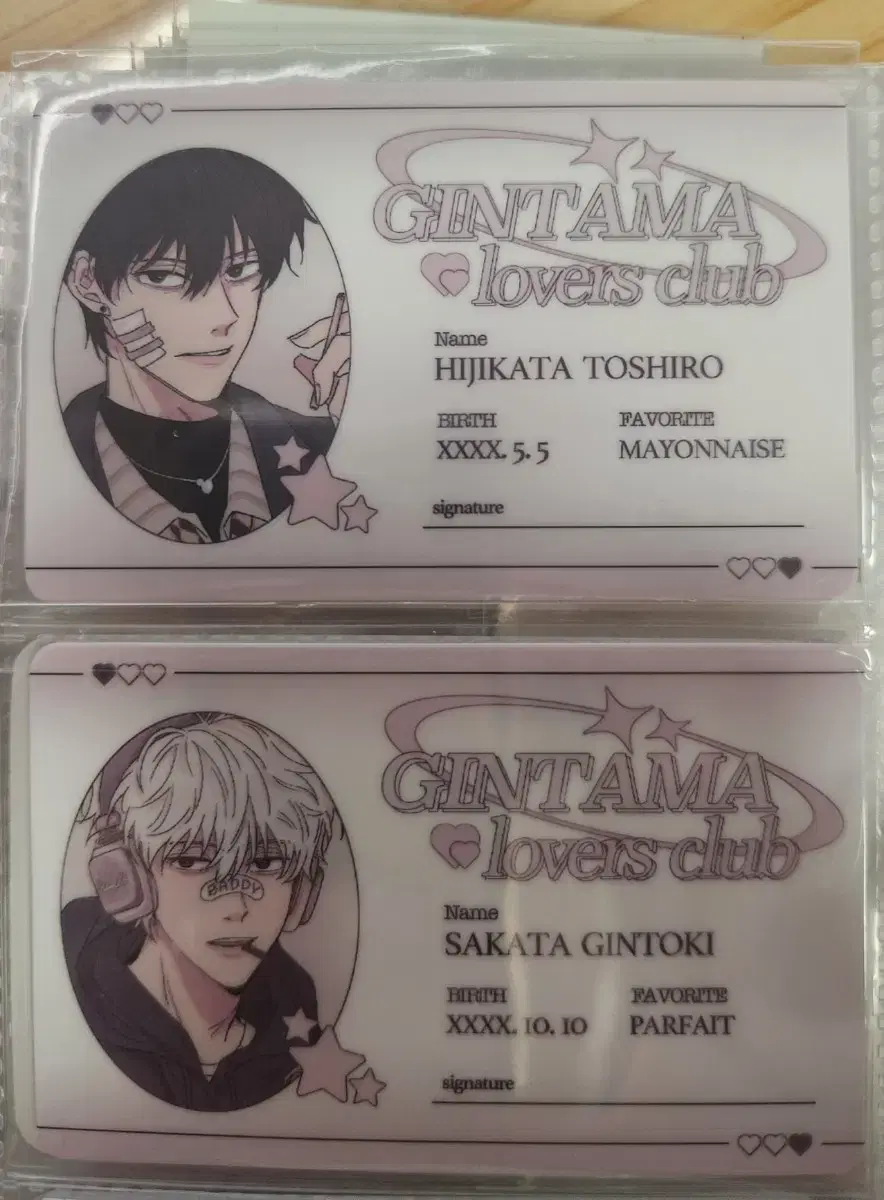 GINTAMA
lovers club
Name
HIJIKATA TOSHIRO
BIRTH FAVORITE
XXXX. 5. 5 MAYONNAISE
signature
GINTAMA
lovers club
BADDY
Name
SAKATA GINTOKI
BIRTH FAVORITE
XXXX. 10. 10 PARFAIT
signature